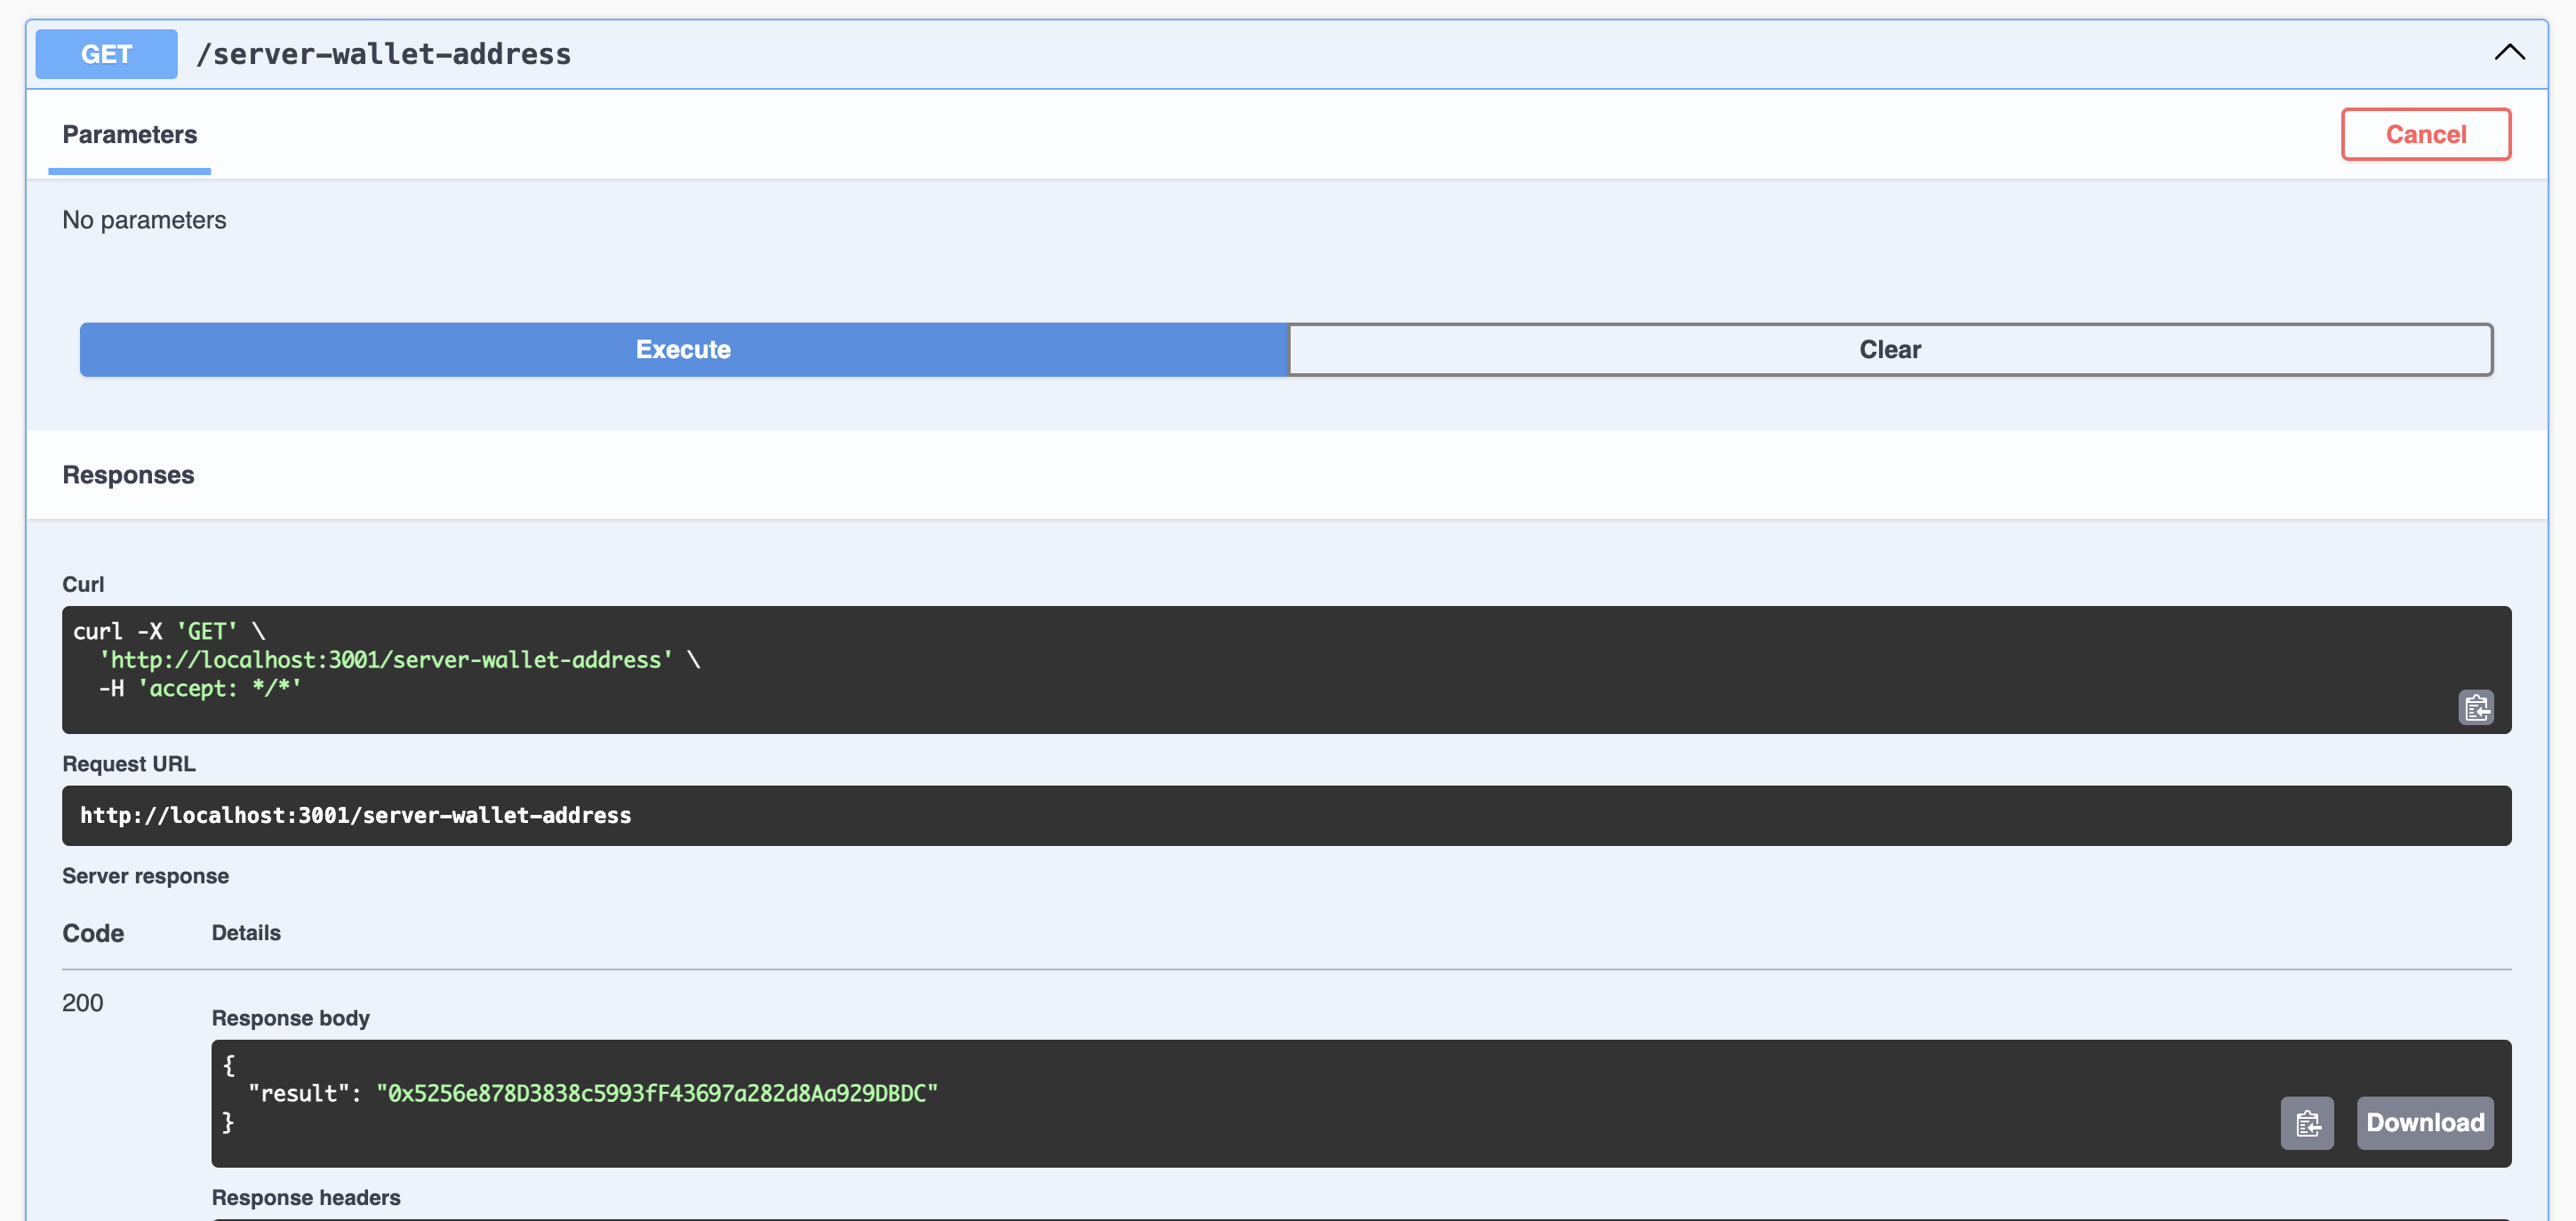 GET /server-wallet-address
Parameters
Cancel
No parameters
Execute
Clear
Responses
Curl
curl -X 'GET' \
  'http://localhost:3001/server-wallet-address' \
  -H 'accept: */*'
Request URL
http://localhost:3001/server-wallet-address
Server response
Code Details
200
Response body
{
  "result": "0x5256e878D3838c5993fF43697a282d8Aa929DBDC"
}
Download
Response headers